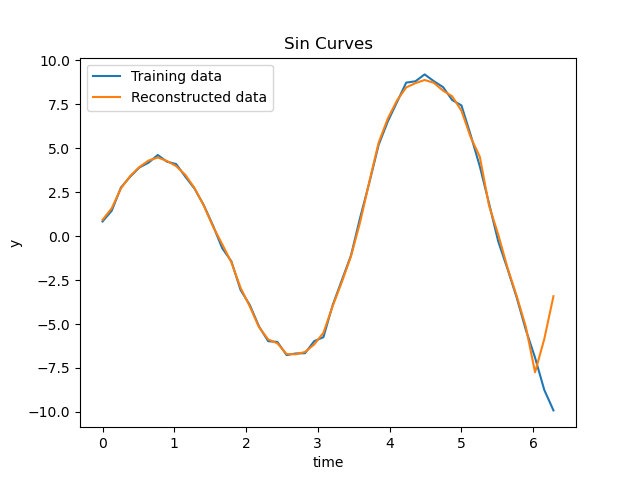 Sin Curves
Training data
Reconstructed data
10.0
7.5
5.0
2.5
0.0
−2.5
−5.0
−7.5
−10.0
y
0 1 2 3 4 5 6
time